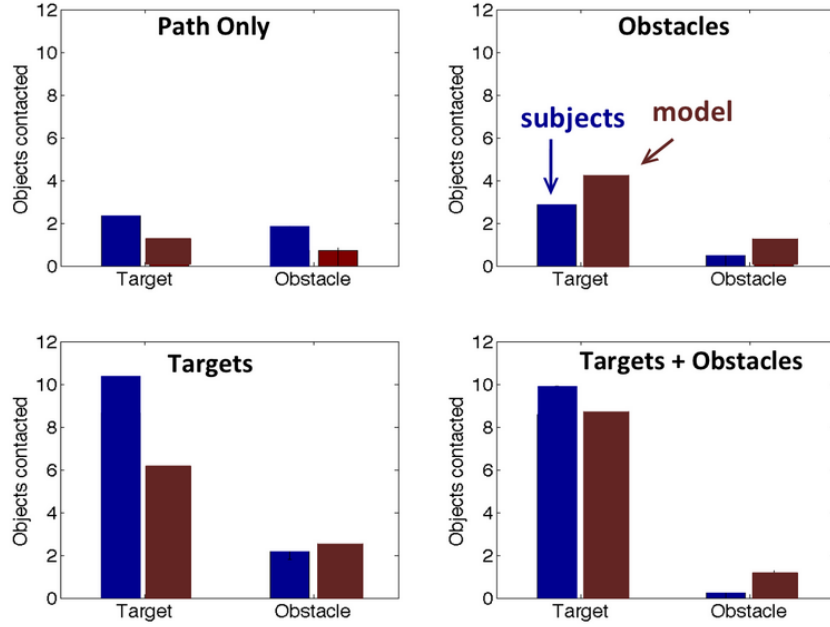 Path Only
Objects contacted
12
10
8
6
4
2
0
Target Obstacle
Obstacles
subjects
model
Objects contacted
12
10
8
6
4
2
0
Target Obstacle
Targets
Objects contacted
12
10
8
6
4
2
0
Target Obstacle
Targets + Obstacles
Objects contacted
12
10
8
6
4
2
0
Target Obstacle